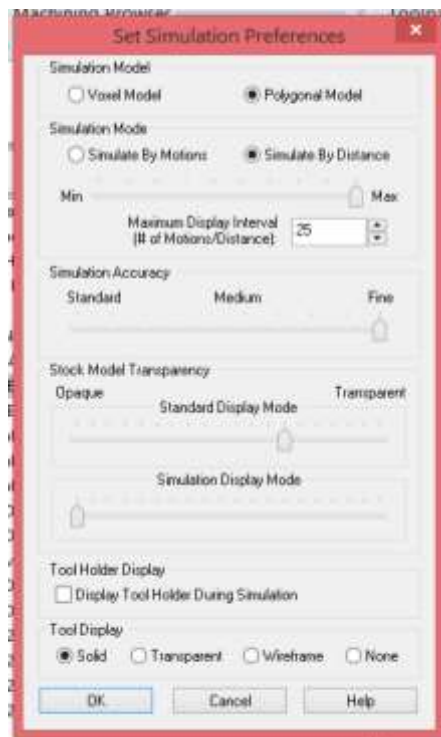 Machining Browser
Set Simulation Preferences
Simulation Model
Voxel Model Polygonal Model
Simulation Mode
Simulate By Motions Simulate By Distance
Min Max
Maximum Display Interval 25
(# of Motions/Distance):
Simulation Accuracy
Standard Medium Fine
Stock Model Transparency
Opaque Transparent
Standard Display Mode
Simulation Display Mode
Tool Holder Display
Display Tool Holder During Simulation
Tool Display
Solid Transparent Wireframe None
OK Cancel Help